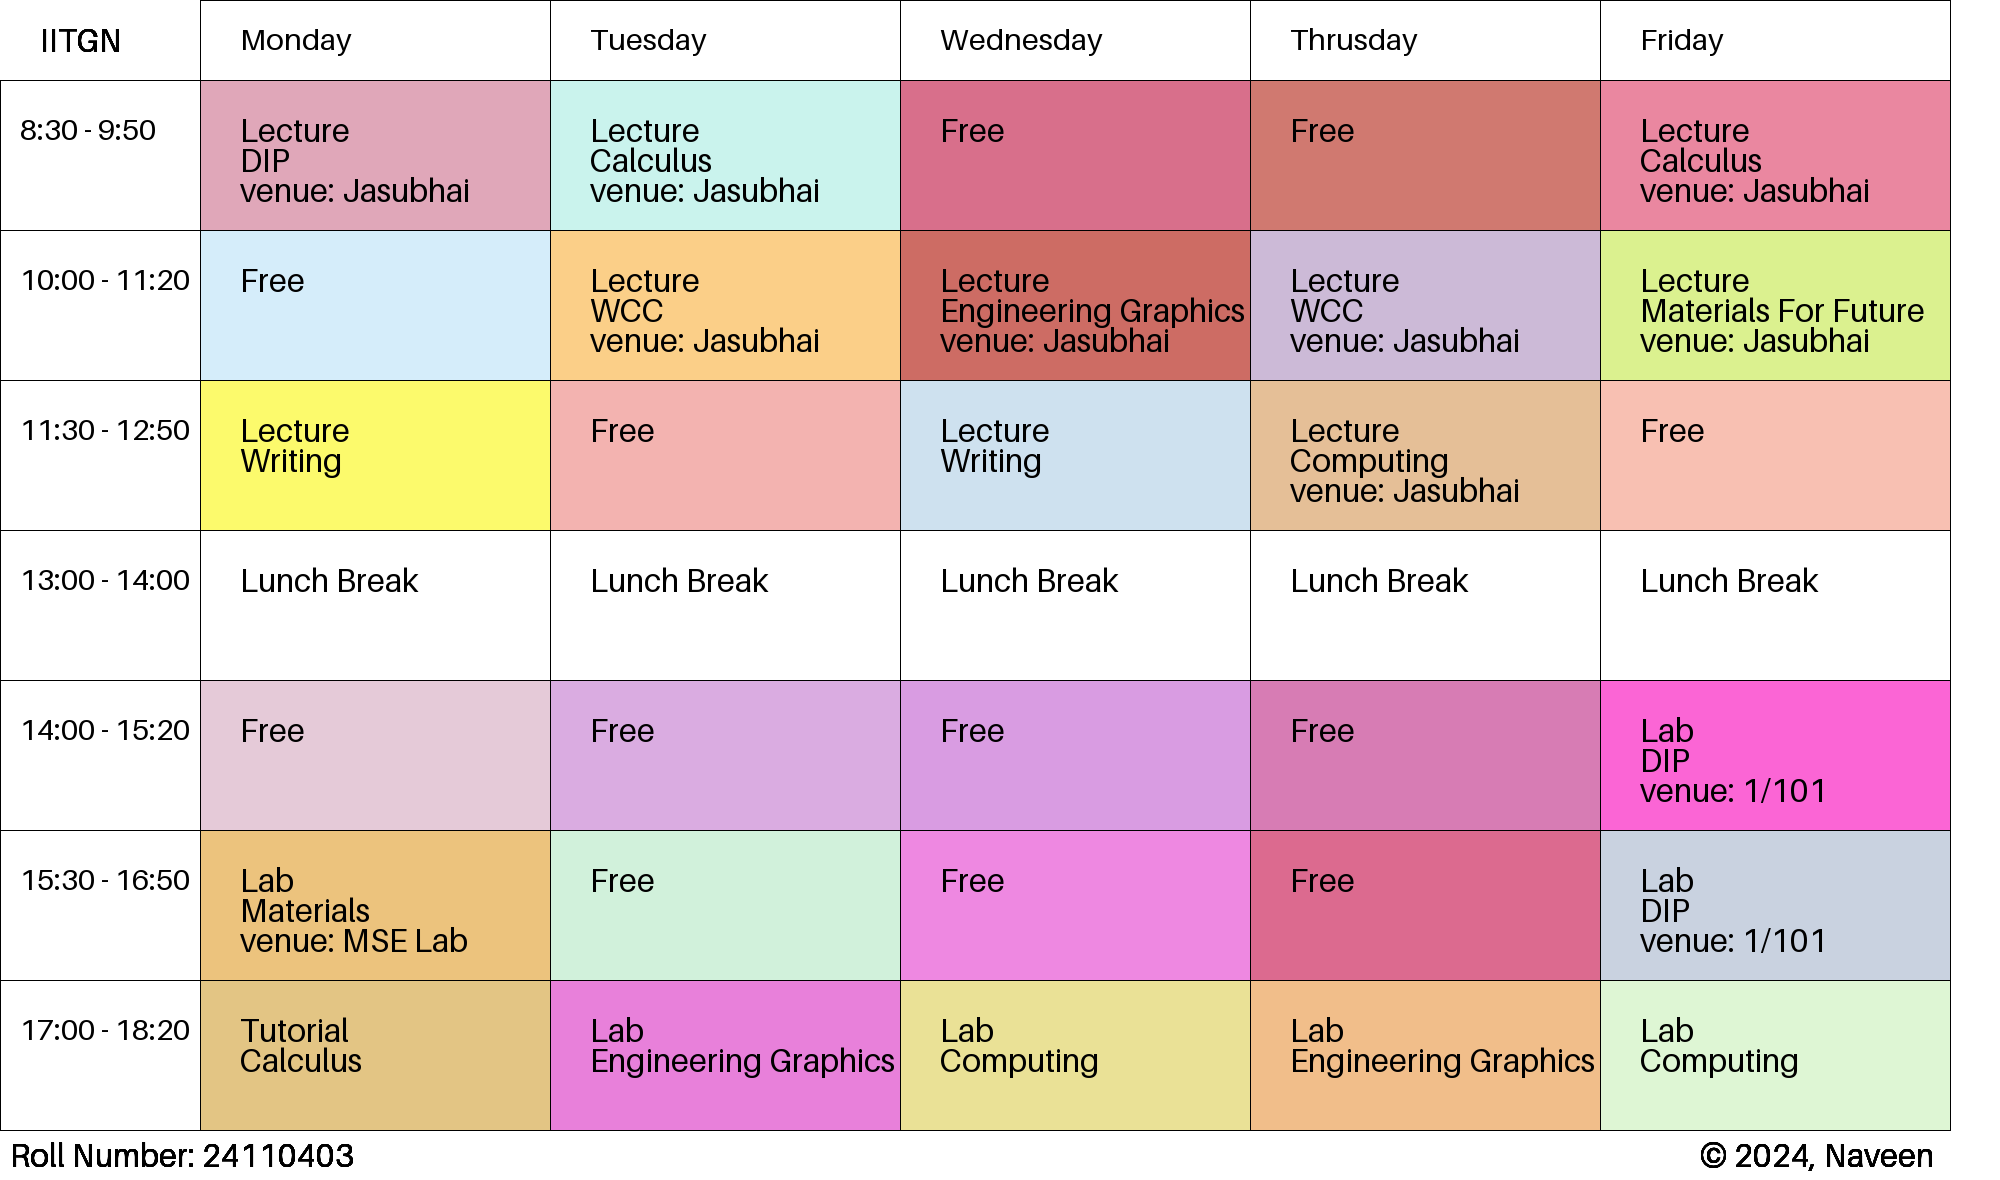 IITGN
Monday
Tuesday
Wednesday
Thrusday
Friday
8:30 - 9:50
Lecture
DIP
venue: Jasubhai
Lecture
Calculus
venue: Jasubhai
Free
Free
Lecture
Calculus
venue: Jasubhai
10:00 - 11:20
Free
Lecture
WCC
venue: Jasubhai
Lecture
Engineering Graphics
venue: Jasubhai
Lecture
WCC
venue: Jasubhai
Lecture
Materials For Future
venue: Jasubhai
11:30 - 12:50
Lecture
Writing
Free
Lecture
Writing
Lecture
Computing
venue: Jasubhai
Free
13:00 - 14:00
Lunch Break
Lunch Break
Lunch Break
Lunch Break
Lunch Break
14:00 - 15:20
Free
Free
Free
Free
Lab
DIP
venue: 1/101
15:30 - 16:50
Lab
Materials
venue: MSE Lab
Free
Free
Free
Lab
DIP
venue: 1/101
17:00 - 18:20
Tutorial
Calculus
Lab
Engineering Graphics
Lab
Computing
Lab
Engineering Graphics
Lab
Computing
Roll Number: 24110403
© 2024, Naveen